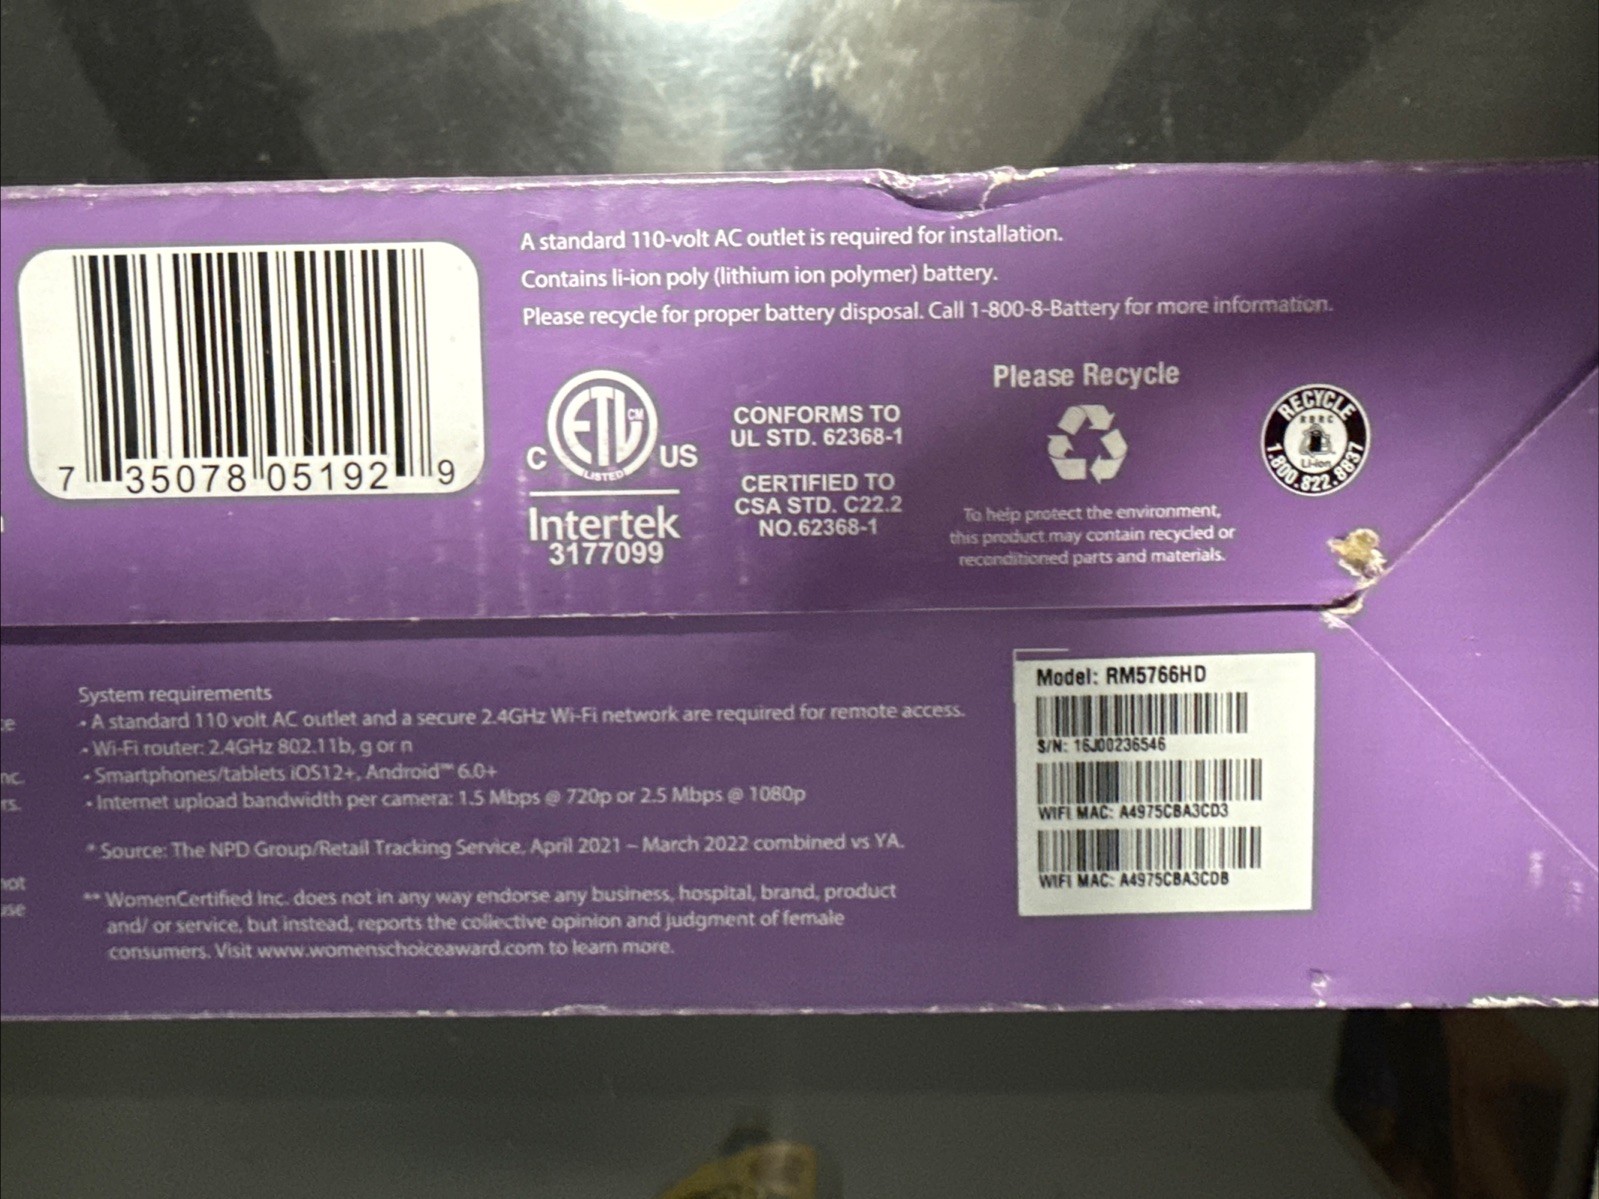 A standard 110-volt AC outlet is required for installation.
Contains li-ion poly (lithium ion polymer) battery.
Please recycle for proper battery disposal. Call 1-800-8-Battery for more information.
7 35078 05192 9
ETL CM
LISTED
C US
Intertek
3177099
CONFORMS TO
UL STD. 62368-1
CERTIFIED TO
CSA STD. C22.2
NO.62368-1
Please Recycle
To help protect the environment,
this product may contain recycled or
reconditioned parts and materials.
RECYCLE
RBRC
Li-ion
1.800.822.8837
System requirements
• A standard 110 volt AC outlet and a secure 2.4GHz Wi-Fi network are required for remote access.
• Wi-Fi router: 2.4GHz 802.11b, g or n
• Smartphones/tablets iOS12+, Android™ 6.0+
• Internet upload bandwidth per camera: 1.5 Mbps @ 720p or 2.5 Mbps @ 1080p
* Source: The NPD Group/Retail Tracking Service, April 2021 – March 2022 combined vs YA.
** WomenCertified Inc. does not in any way endorse any business, hospital, brand, product
and/ or service, but instead, reports the collective opinion and judgment of female
consumers. Visit www.womenschoiceaward.com to learn more.
Model: RM5766HD
S/N: 16J00236546
WIFI MAC: A4975CBA3CD3
WIFI MAC: A4975CBA3CDB